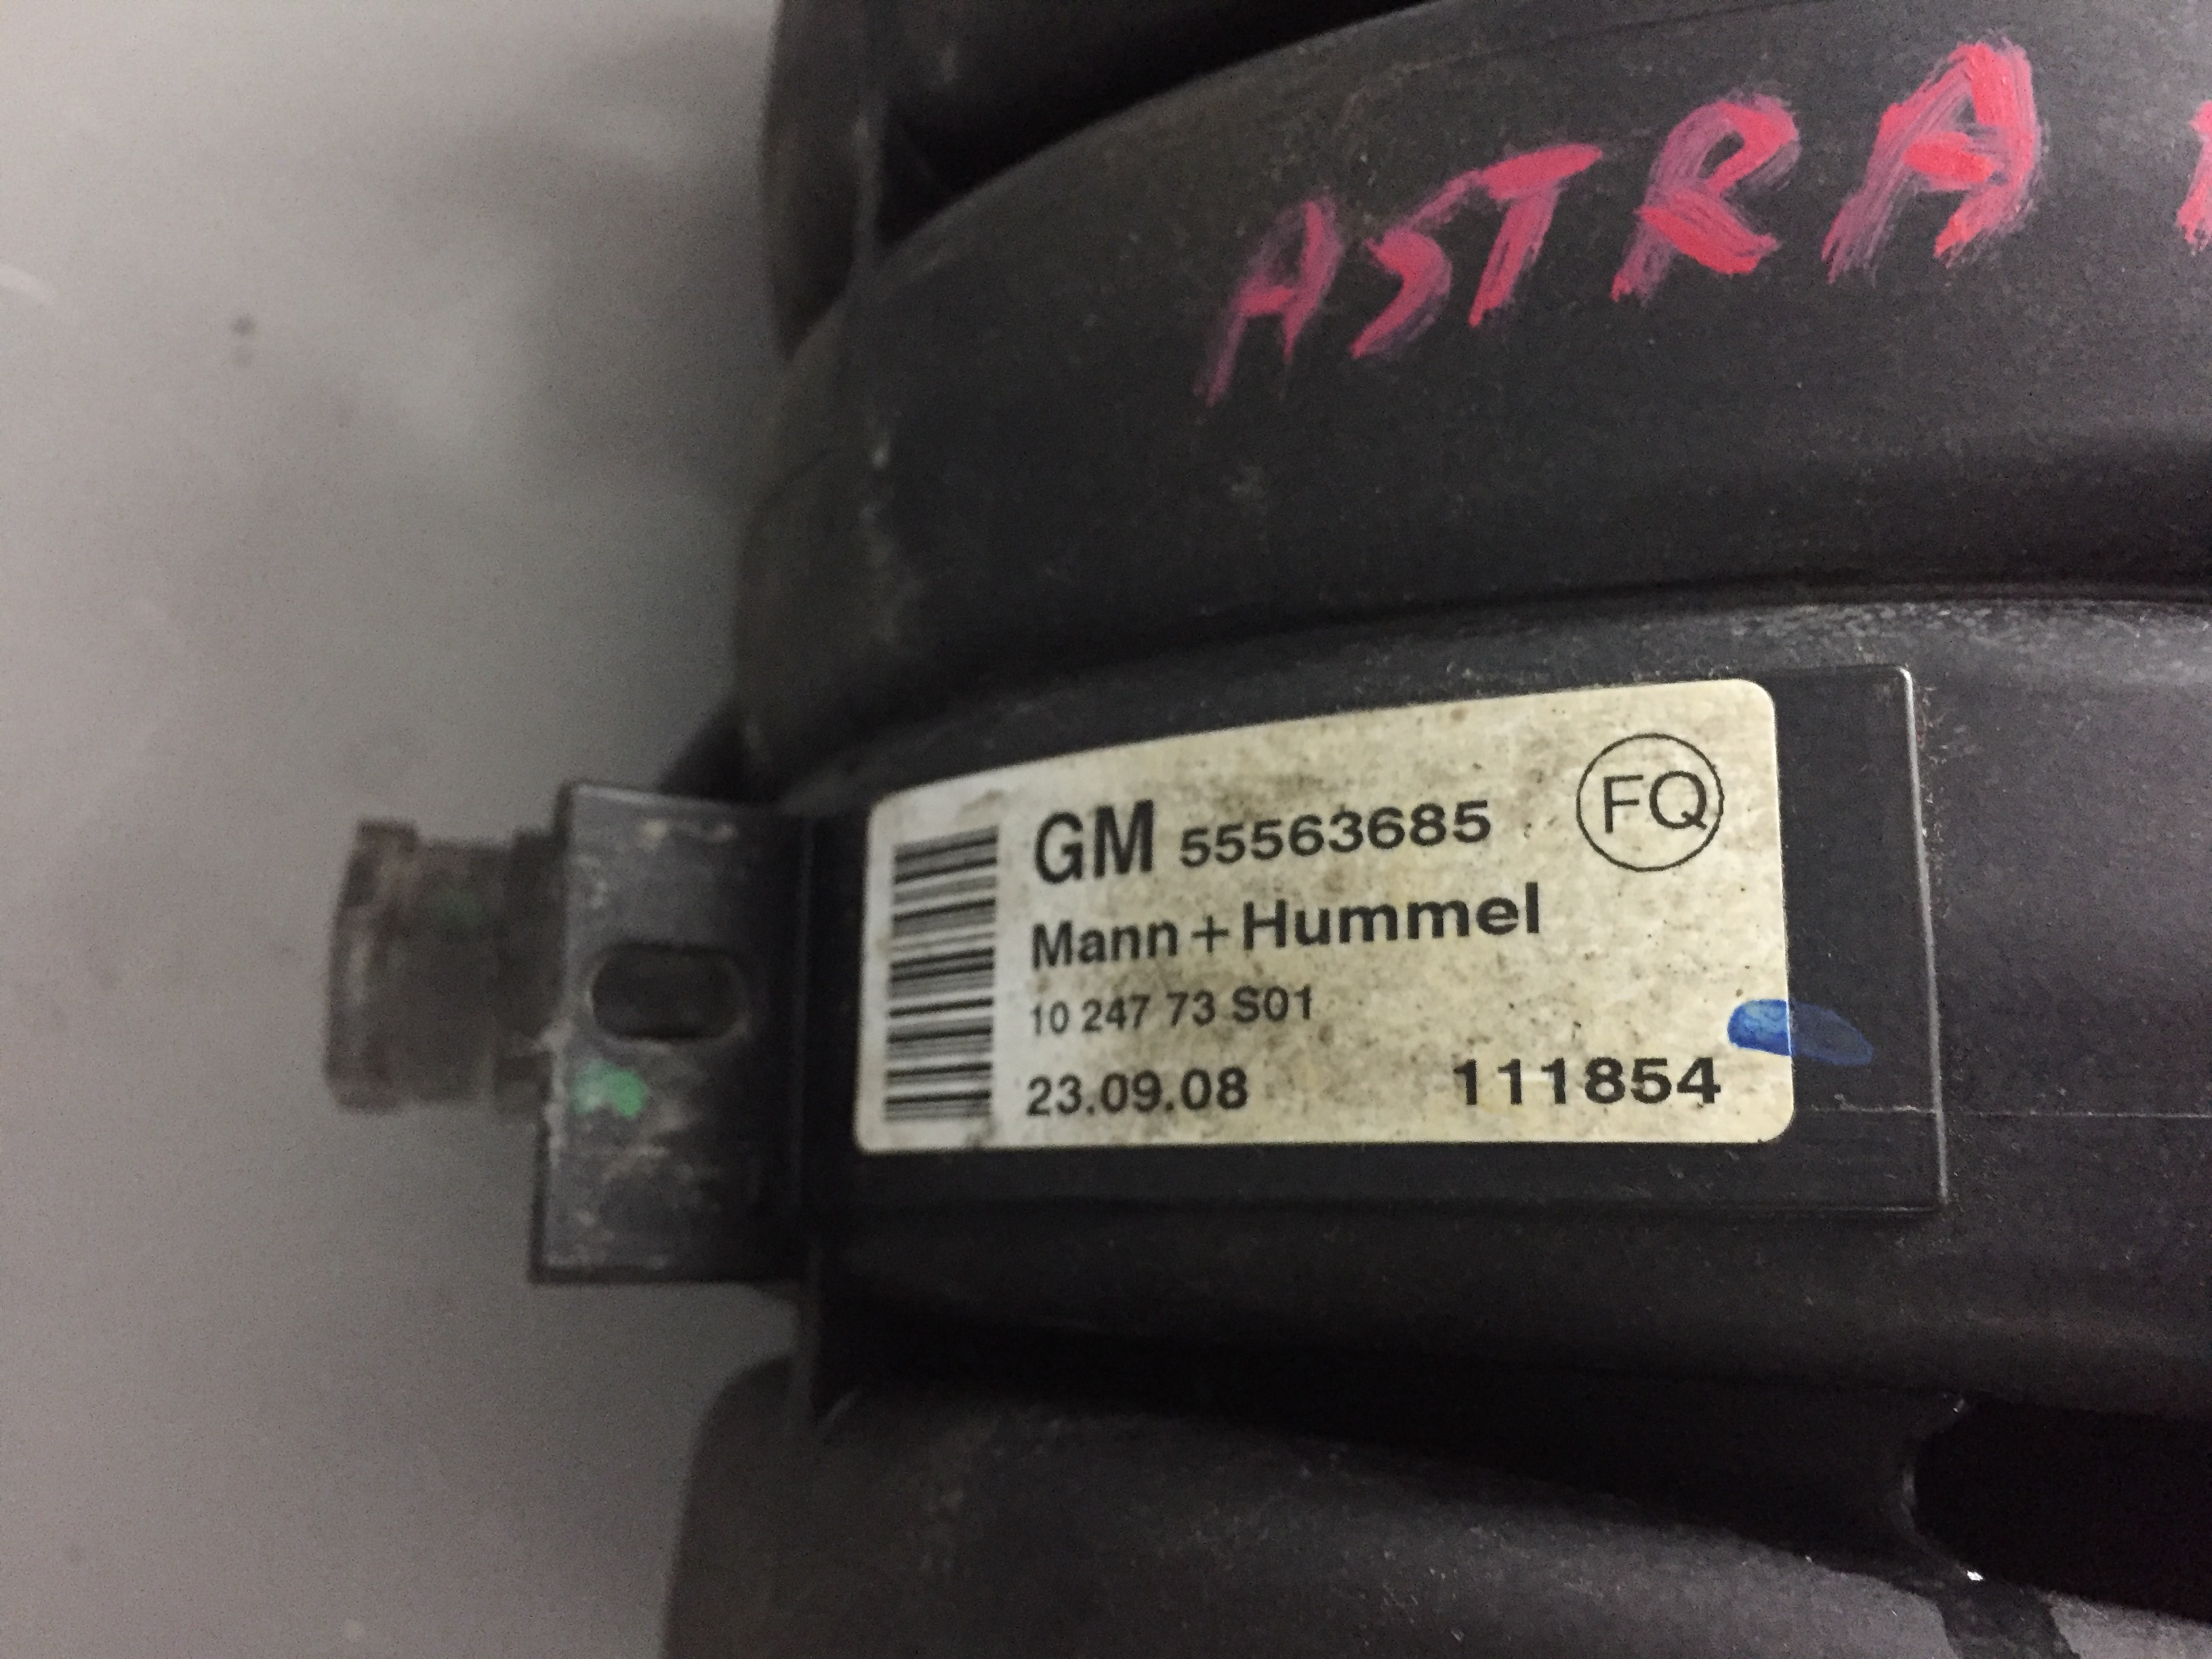 ASTRA
GM 55563685 FQ
Mann+Hummel
10 247 73 S01
23.09.08 111854